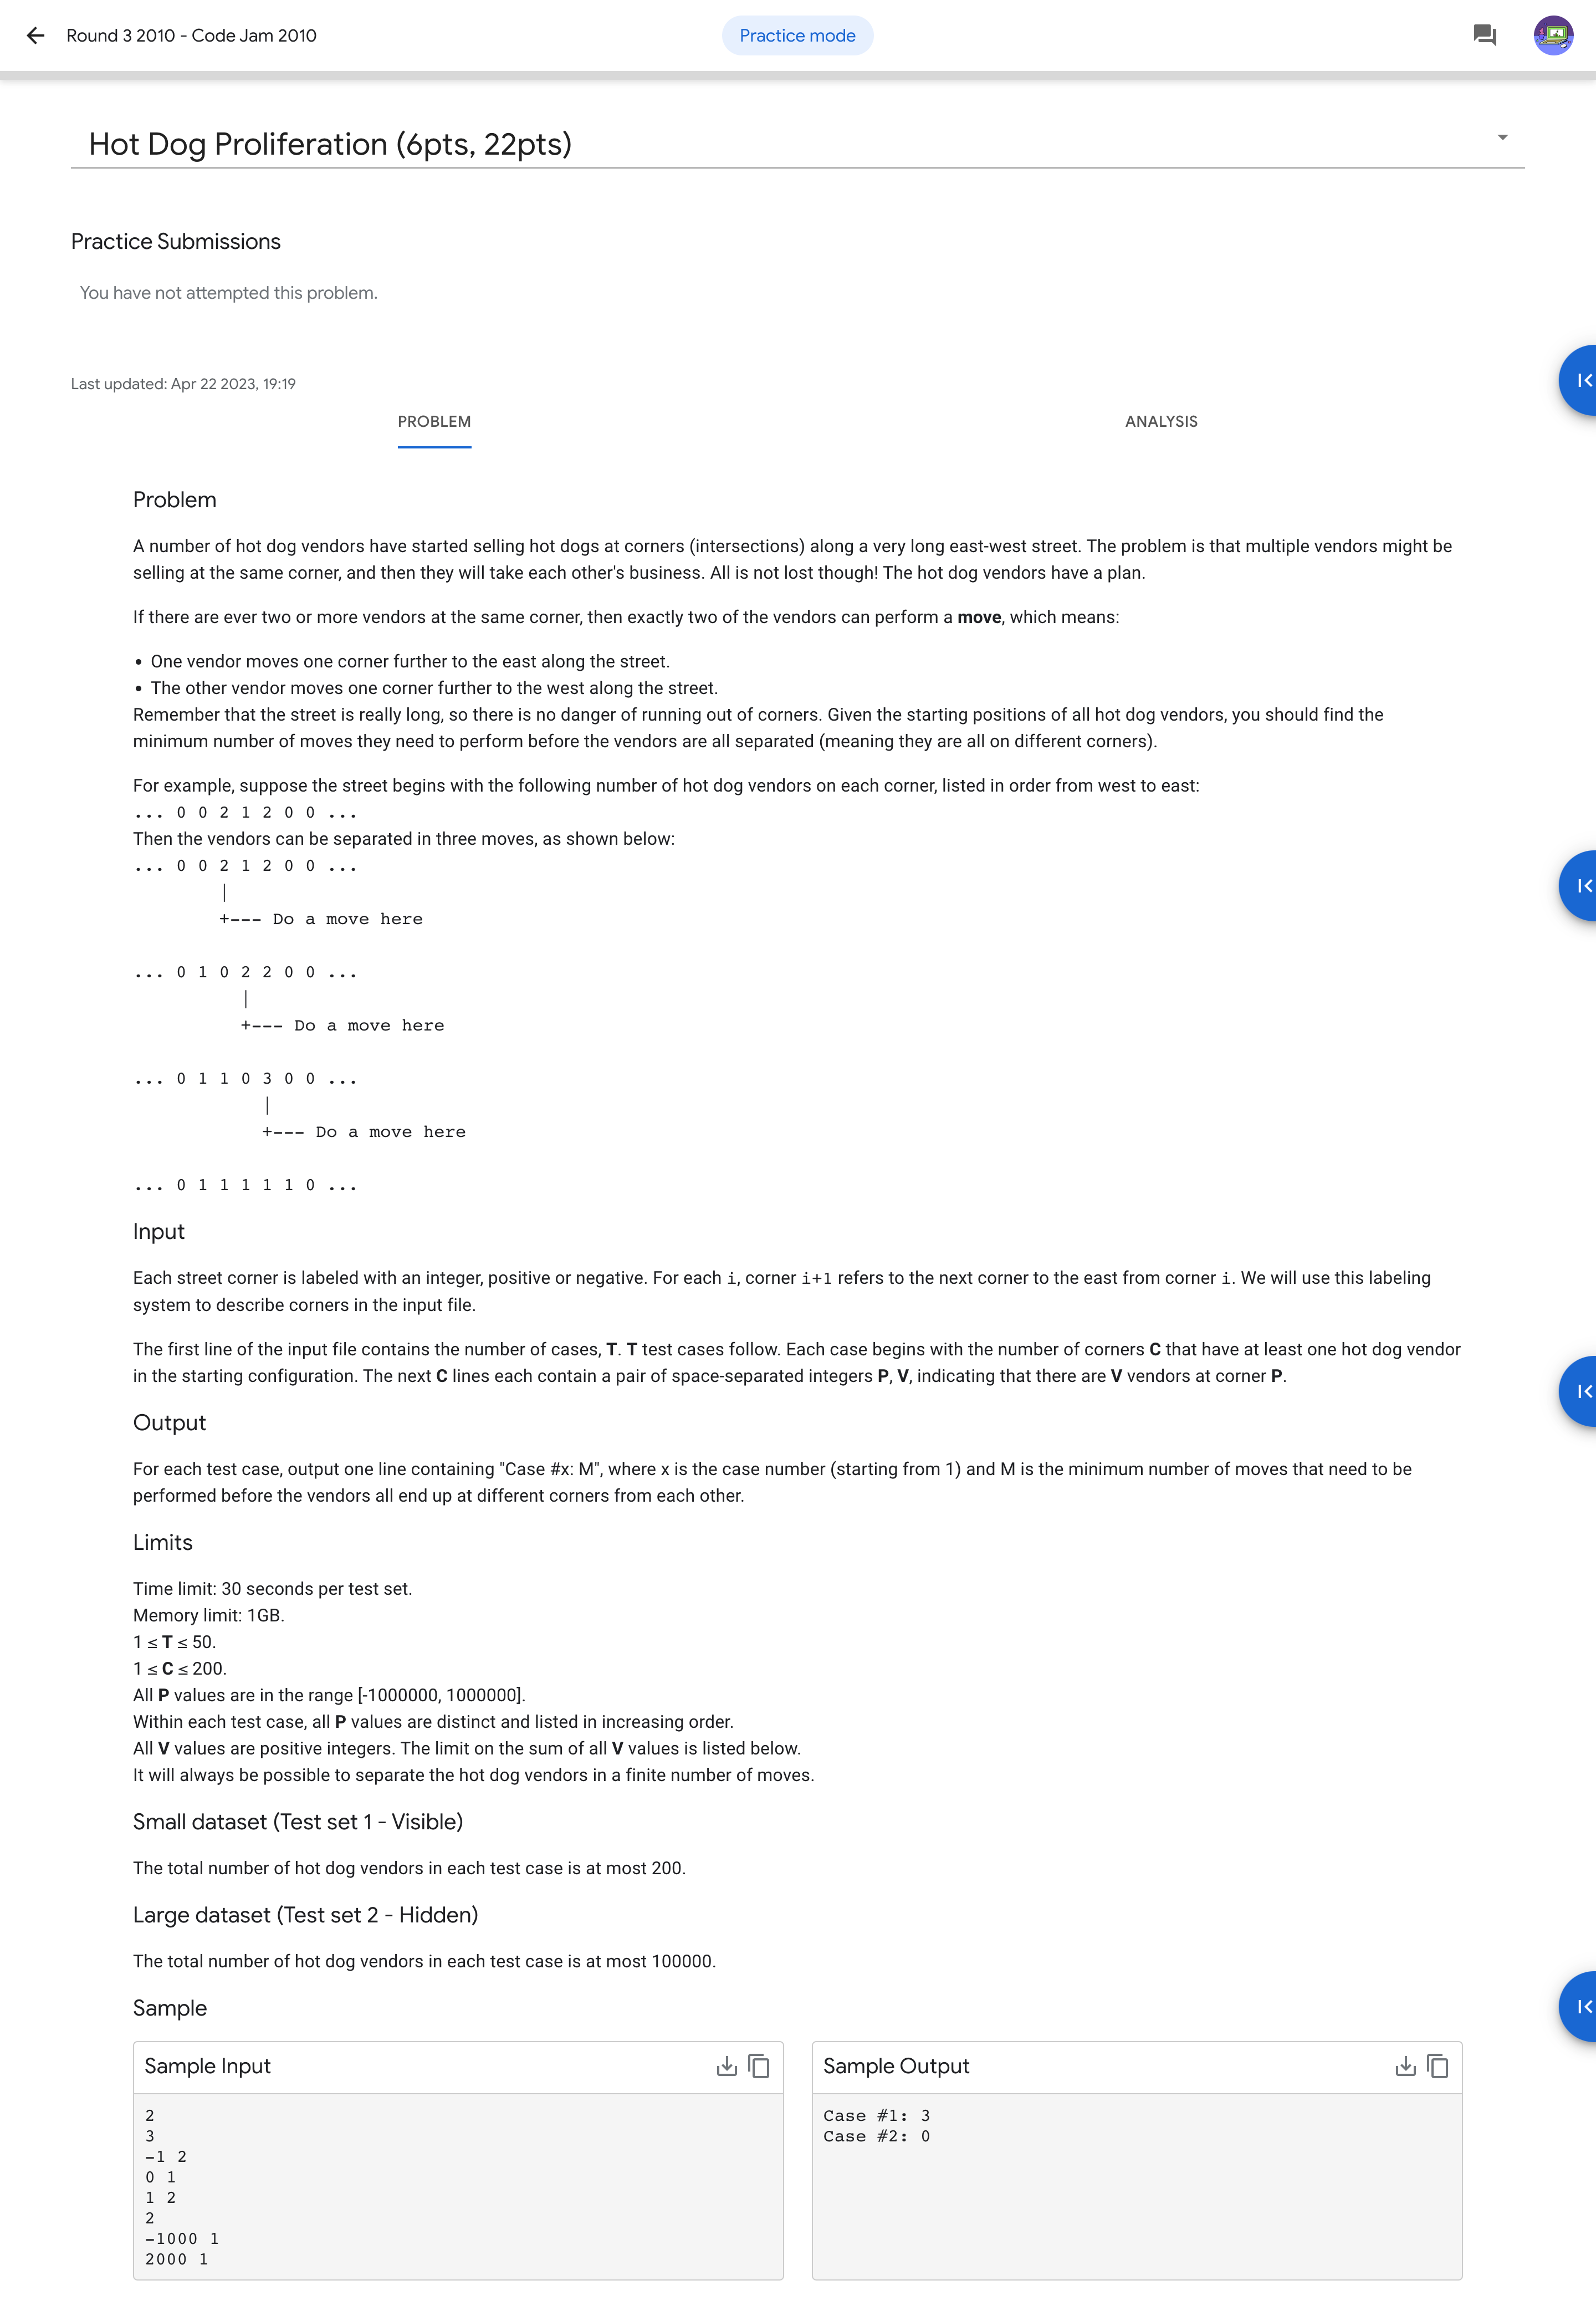 Round 3 2010 - Code Jam 2010
Practice mode
Hot Dog Proliferation (6pts, 22pts)
Practice Submissions
You have not attempted this problem.
Last updated: Apr 22 2023, 19:19
PROBLEM
ANALYSIS
Problem
A number of hot dog vendors have started selling hot dogs at corners (intersections) along a very long east-west street. The problem is that multiple vendors might be
selling at the same corner, and then they will take each other's business. All is not lost though! The hot dog vendors have a plan.
If there are ever two or more vendors at the same corner, then exactly two of the vendors can perform a move, which means:
• One vendor moves one corner further to the east along the street.
• The other vendor moves one corner further to the west along the street.
Remember that the street is really long, so there is no danger of running out of corners. Given the starting positions of all hot dog vendors, you should find the
minimum number of moves they need to perform before the vendors are all separated (meaning they are all on different corners).
For example, suppose the street begins with the following number of hot dog vendors on each corner, listed in order from west to east:
... 0 0 2 1 2 0 0 ...
Then the vendors can be separated in three moves, as shown below:
... 0 0 2 1 2 0 0 ...
|
+--- Do a move here
... 0 1 0 2 2 0 0 ...
|
+--- Do a move here
... 0 1 1 0 3 0 0 ...
|
+--- Do a move here
... 0 1 1 1 1 1 0 ...
Input
Each street corner is labeled with an integer, positive or negative. For each i, corner i+1 refers to the next corner to the east from corner i. We will use this labeling
system to describe corners in the input file.
The first line of the input file contains the number of cases, T. T test cases follow. Each case begins with the number of corners C that have at least one hot dog vendor
in the starting configuration. The next C lines each contain a pair of space-separated integers P, V, indicating that there are V vendors at corner P.
Output
For each test case, output one line containing "Case #x: M", where x is the case number (starting from 1) and M is the minimum number of moves that need to be
performed before the vendors all end up at different corners from each other.
Limits
Time limit: 30 seconds per test set.
Memory limit: 1GB.
1 ≤ T ≤ 50.
1 ≤ C ≤ 200.
All P values are in the range [-1000000, 1000000].
Within each test case, all P values are distinct and listed in increasing order.
All V values are positive integers. The limit on the sum of all V values is listed below.
It will always be possible to separate the hot dog vendors in a finite number of moves.
Small dataset (Test set 1 - Visible)
The total number of hot dog vendors in each test case is at most 200.
Large dataset (Test set 2 - Hidden)
The total number of hot dog vendors in each test case is at most 100000.
Sample
Sample Input
2
3
-1 2
0 1
1 2
2
-1000 1
2000 1
Sample Output
Case #1: 3
Case #2: 0